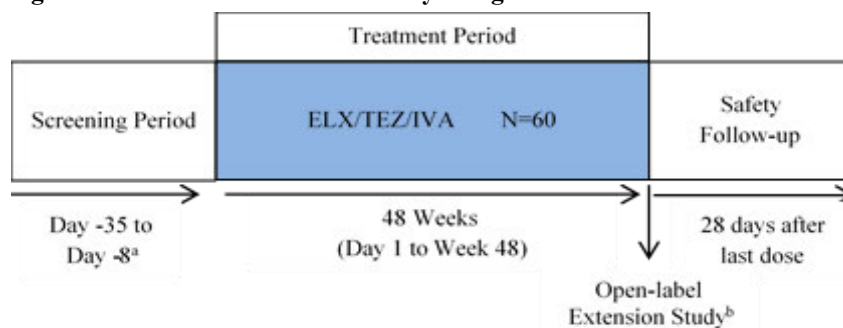 Treatment Period
Screening Period
ELX/TEZ/IVA N=60
Safety
Follow-up
Day -35 to
Day -8ᵃ
48 Weeks
(Day 1 to Week 48)
28 days after
last dose
Open-label
Extension Studyᵇ